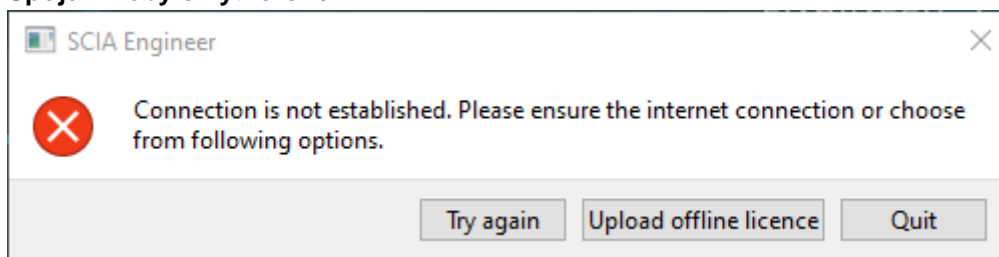 SCIA Engineer
Connection is not established. Please ensure the internet connection or choose
from following options.
Try again
Upload offline licence
Quit